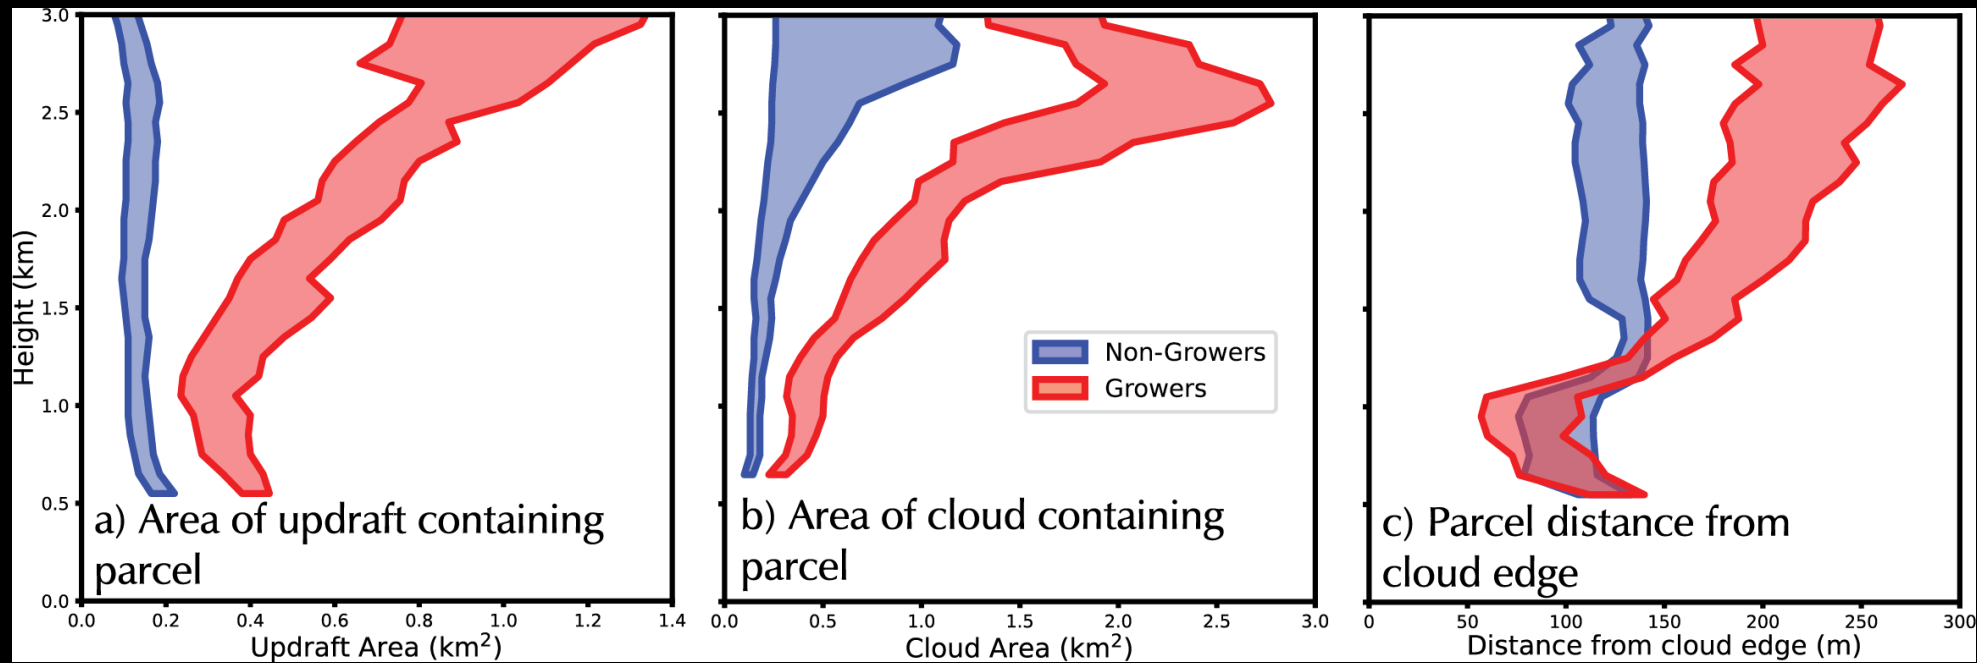 3.0
2.5
2.0
1.5
1.0
0.5
0.0
Height (km)
a) Area of updraft containing
parcel
0.0 0.2 0.4 0.6 0.8 1.0 1.2 1.4
Updraft Area (km²)
Non-Growers
Growers
b) Area of cloud containing
parcel
0.0 0.5 1.0 1.5 2.0 2.5 3.0
Cloud Area (km²)
c) Parcel distance from
cloud edge
0 50 100 150 200 250 300
Distance from cloud edge (m)